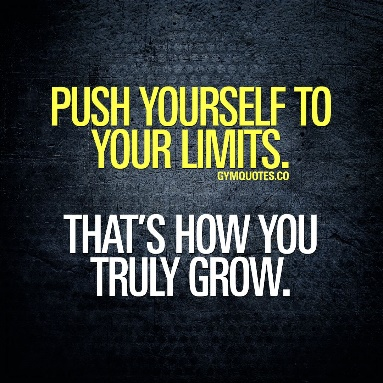 PUSH YOURSELF TO
YOUR LIMITS.
GYMQUOTES.CO
THAT'S HOW YOU
TRULY GROW.